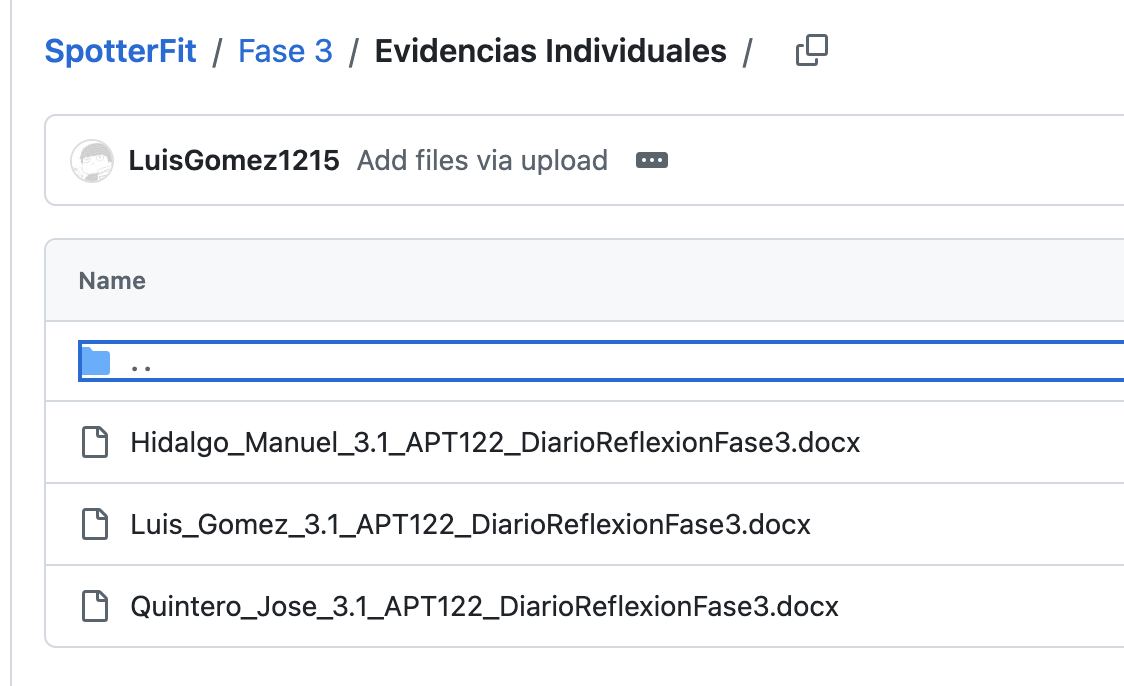 SpotterFit / Fase 3 / Evidencias Individuales /
LuisGomez1215 Add files via upload
Name
..
Hidalgo_Manuel_3.1_APT122_DiarioReflexionFase3.docx
Luis_Gomez_3.1_APT122_DiarioReflexionFase3.docx
Quintero_Jose_3.1_APT122_DiarioReflexionFase3.docx